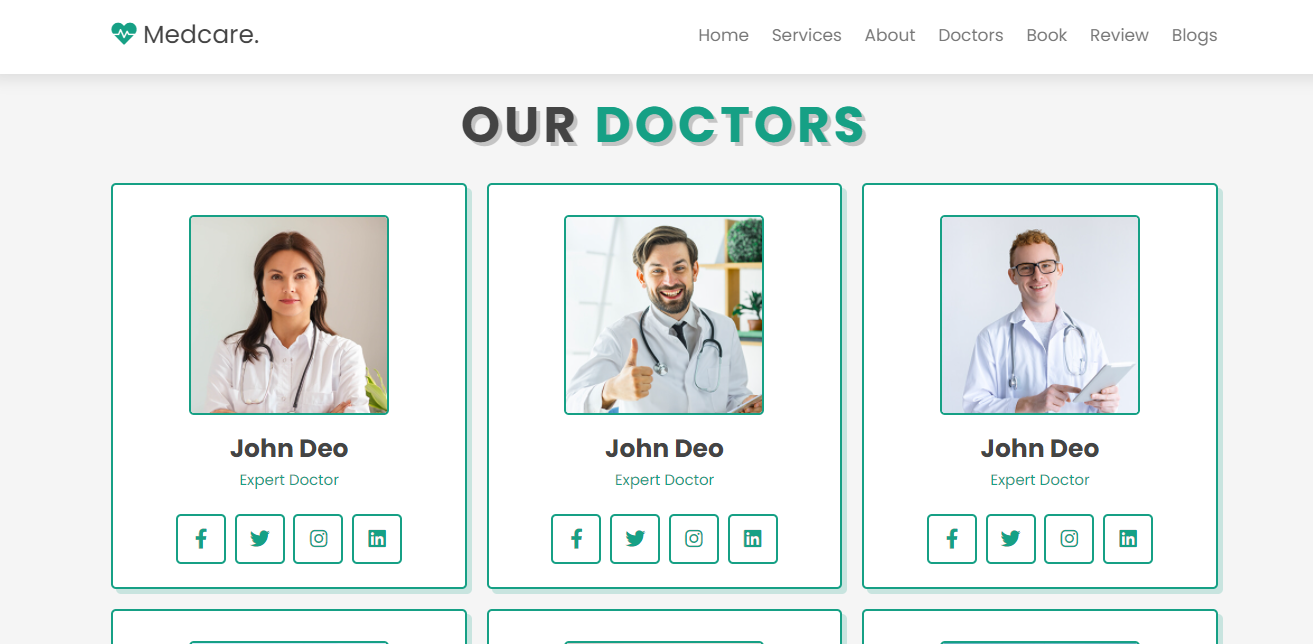 Medcare.
Home Services About Doctors Book Review Blogs
OUR DOCTORS
John Deo
Expert Doctor
John Deo
Expert Doctor
John Deo
Expert Doctor